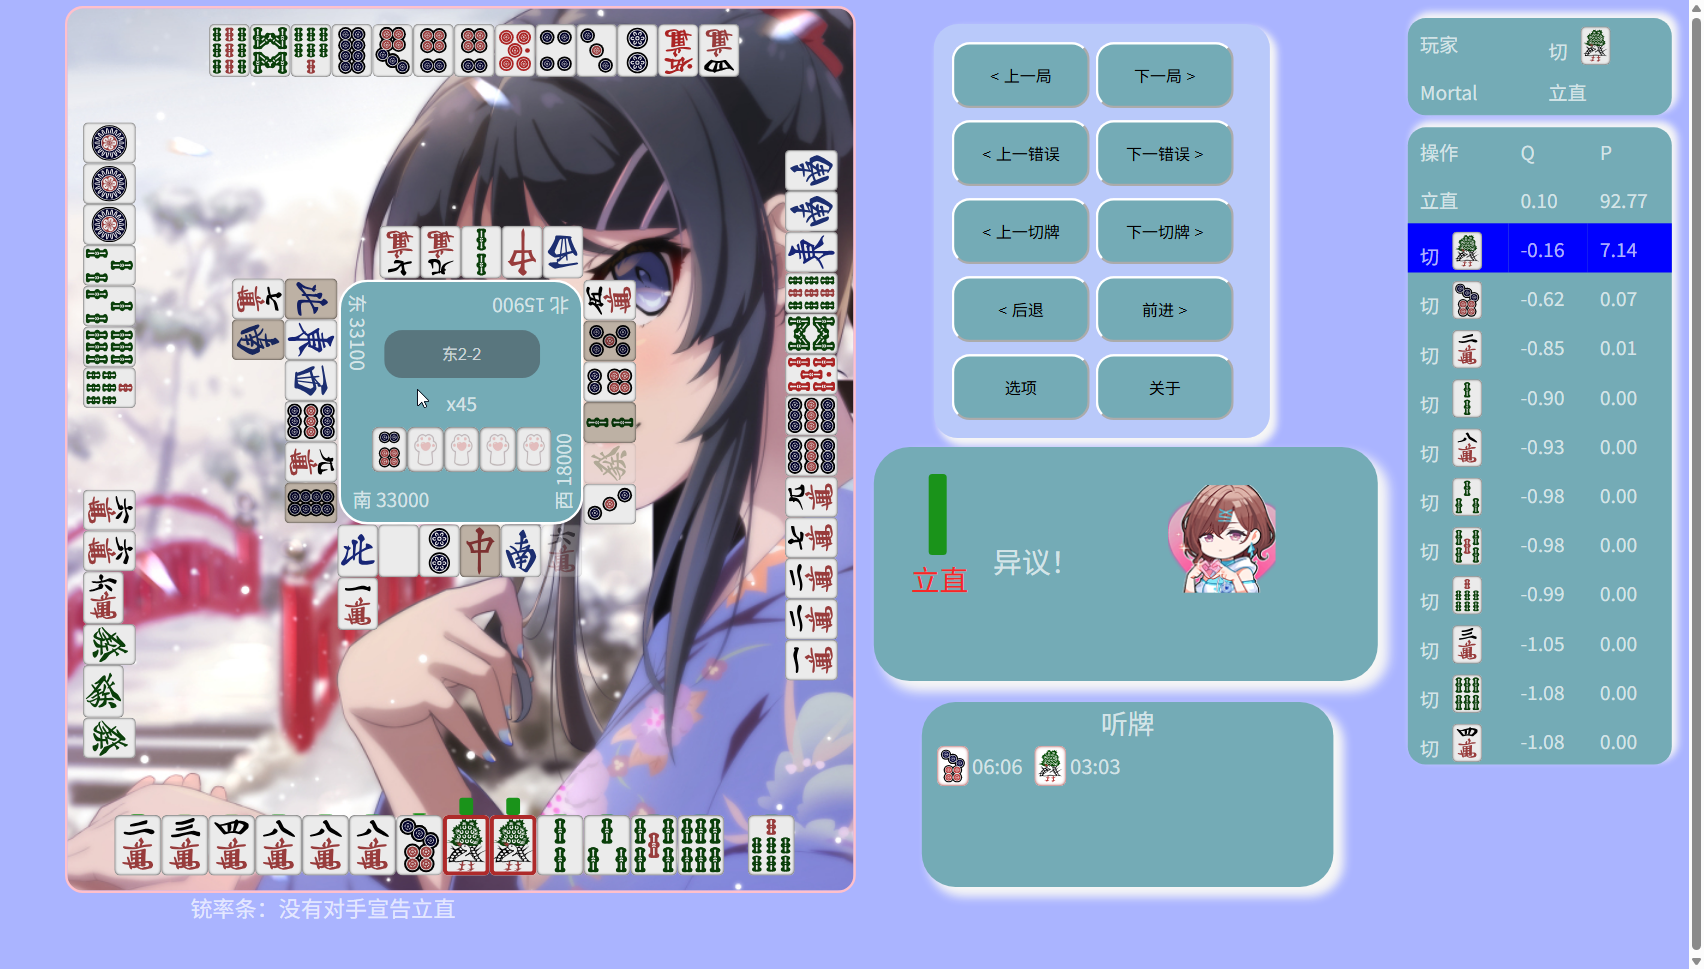 东 33100
北 15900
东2-2
x45
南 33000
西 18000
铳率条：没有对手宣告立直
< 上一局
下一局 >
< 上一错误
下一错误 >
< 上一切牌
下一切牌 >
< 后退
前进 >
选项
关于
立直
异议！
听牌
06:06
03:03
玩家
切
Mortal
立直
操作 Q P
立直 0.10 92.77
切 -0.16 7.14
切 -0.62 0.07
切 -0.85 0.01
切 -0.90 0.00
切 -0.93 0.00
切 -0.98 0.00
切 -0.98 0.00
切 -0.99 0.00
切 -1.05 0.00
切 -1.08 0.00
切 -1.08 0.00